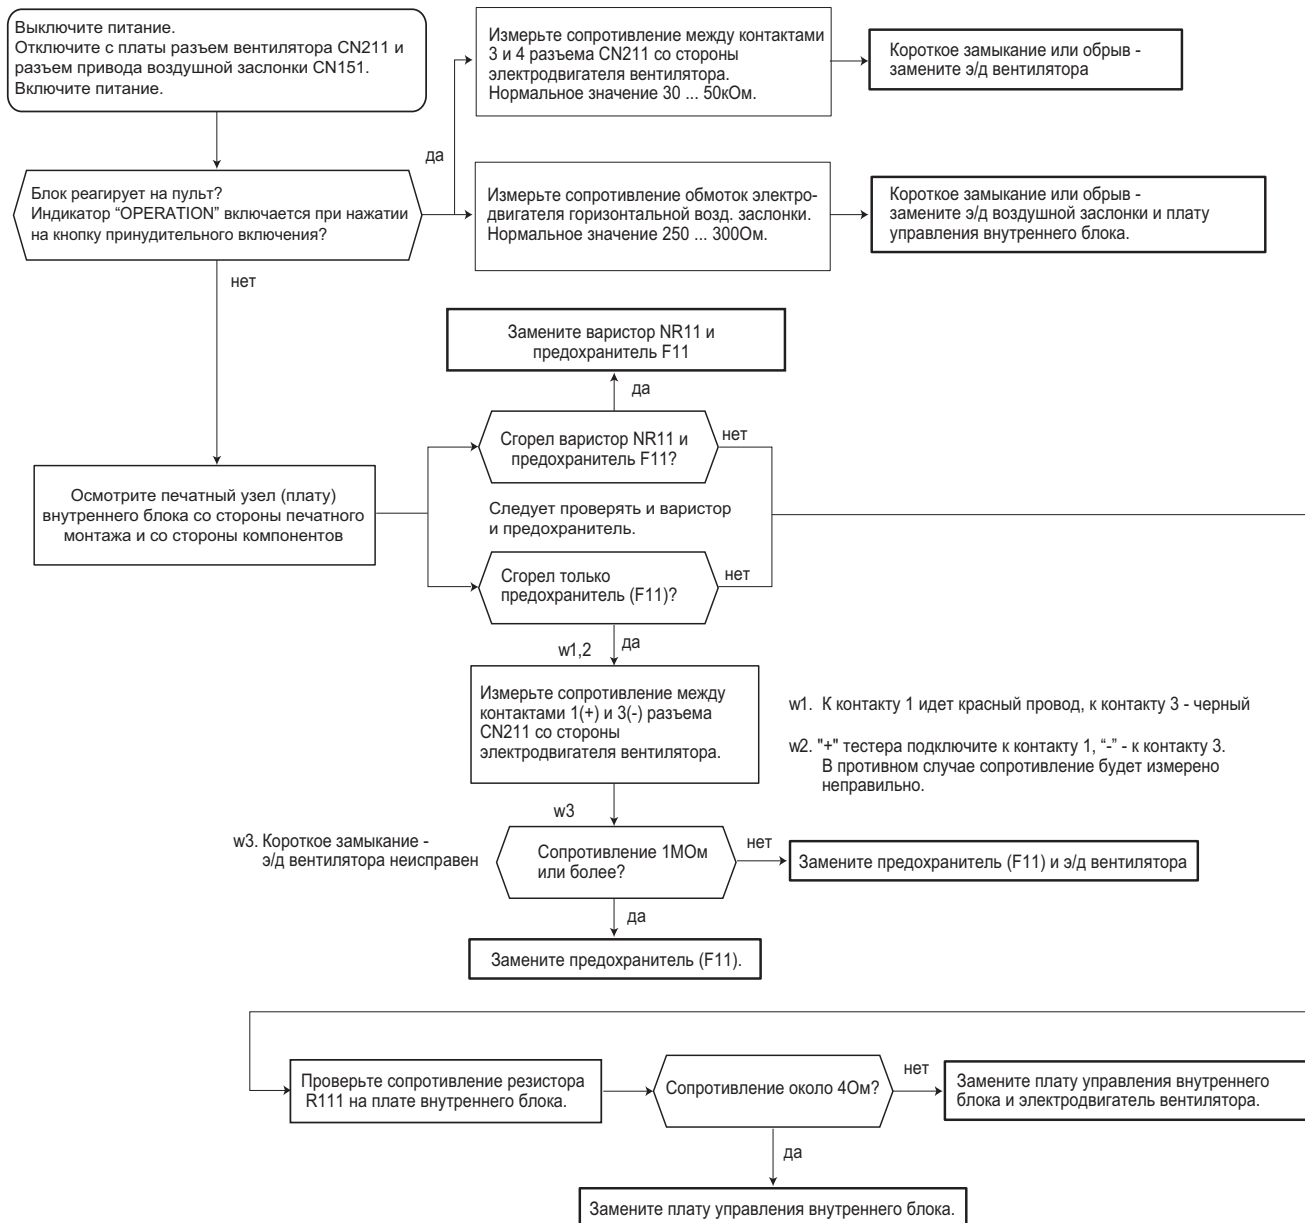 Выключите питание.
Отключите с платы разъем вентилятора CN211 и
разъем привода воздушной заслонки CN151.
Включите питание.
Измерьте сопротивление между контактами
3 и 4 разъема CN211 со стороны
электродвигателя вентилятора.
Нормальное значение 30 ... 50кОм.
Короткое замыкание или обрыв -
замените э/д вентилятора
да
Блок реагирует на пульт?
Индикатор “OPERATION” включается при нажатии
на кнопку принудительного включения?
Измерьте сопротивление обмоток электро-
двигателя горизонтальной возд. заслонки.
Нормальное значение 250 ... 300Ом.
Короткое замыкание или обрыв -
замените э/д воздушной заслонки и плату
управления внутреннего блока.
нет
Замените варистор NR11 и
предохранитель F11
да
Сгорел варистор NR11 и
предохранитель F11?
нет
Осмотрите печатный узел (плату)
внутреннего блока со стороны печатного
монтажа и со стороны компонентов
Следует проверять и варистор
и предохранитель.
Сгорел только
предохранитель (F11)?
нет
да
w1,2
Измерьте сопротивление между
контактами 1(+) и 3(-) разъема
CN211 со стороны
электродвигателя вентилятора.
w1. К контакту 1 идет красный провод, к контакту 3 - черный
w2. "+" тестера подключите к контакту 1, “-” - к контакту 3.
В противном случае сопротивление будет измерено
неправильно.
w3
w3. Короткое замыкание -
э/д вентилятора неисправен
Сопротивление 1МОм
или более?
нет
Замените предохранитель (F11) и э/д вентилятора
да
Замените предохранитель (F11).
Проверьте сопротивление резистора
R111 на плате внутреннего блока.
Сопротивление около 4Ом?
нет
Замените плату управления внутреннего
блока и электродвигатель вентилятора.
да
Замените плату управления внутреннего блока.